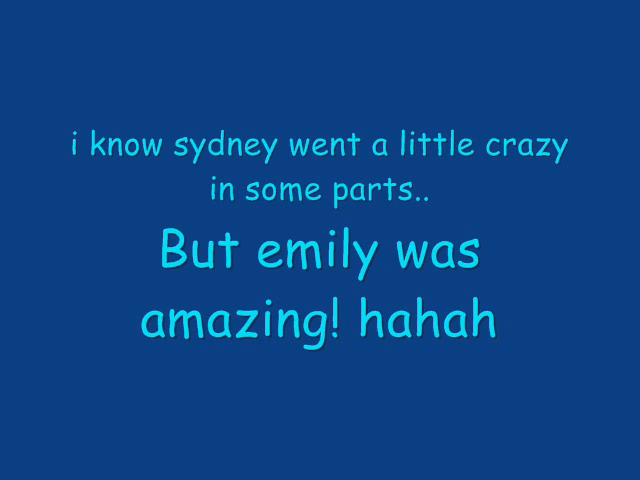 i know sydney went a little crazy
in some parts..
But emily was
amazing! hahah